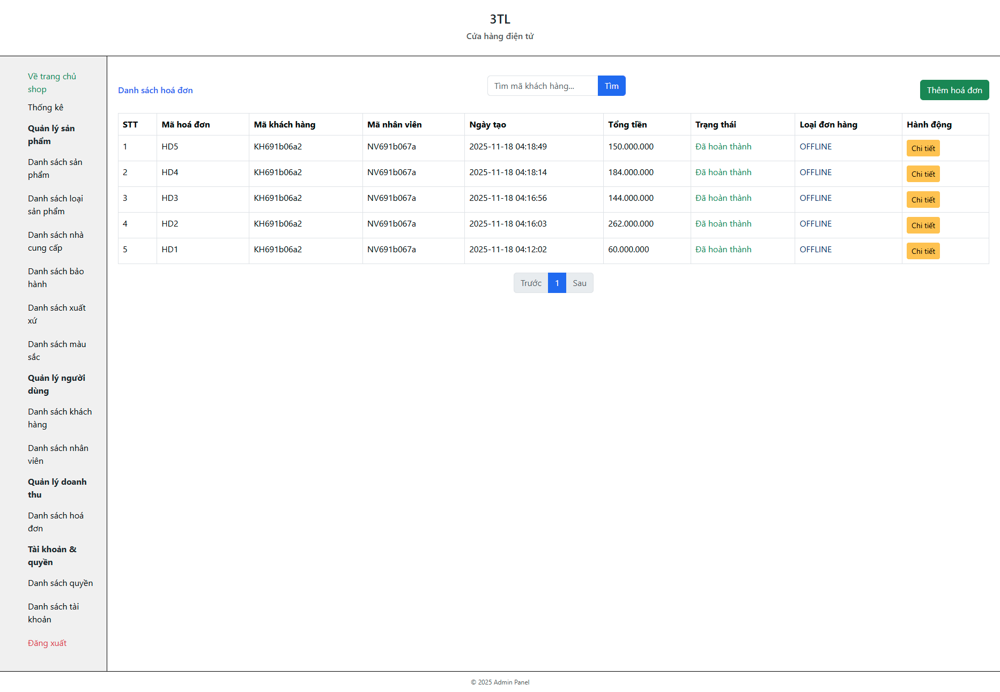 3TL
Cửa hàng điện tử
Về trang chủ
shop
Thống kê
Quản lý sản
phẩm
Danh sách sản
phẩm
Danh sách loại
sản phẩm
Danh sách nhà
cung cấp
Danh sách bảo
hành
Danh sách xuất
xứ
Danh sách màu
sắc
Quản lý người
dùng
Danh sách khách
hàng
Danh sách nhân
viên
Quản lý doanh
thu
Danh sách hoá
đơn
Tài khoản &
quyền
Danh sách quyền
Danh sách tài
khoản
Đăng xuất
Danh sách hoá đơn
Tìm mã khách hàng... Tìm
Thêm hoá đơn
STT Mã hoá đơn Mã khách hàng Mã nhân viên Ngày tạo Tổng tiền Trạng thái Loại đơn hàng Hành động
1 HD5 KH691b06a2 NV691b067a 2025-11-18 04:18:49 150.000.000 Đã hoàn thành OFFLINE Chi tiết
2 HD4 KH691b06a2 NV691b067a 2025-11-18 04:18:14 184.000.000 Đã hoàn thành OFFLINE Chi tiết
3 HD3 KH691b06a2 NV691b067a 2025-11-18 04:16:56 144.000.000 Đã hoàn thành OFFLINE Chi tiết
4 HD2 KH691b06a2 NV691b067a 2025-11-18 04:16:03 262.000.000 Đã hoàn thành OFFLINE Chi tiết
5 HD1 KH691b06a2 NV691b067a 2025-11-18 04:12:02 60.000.000 Đã hoàn thành OFFLINE Chi tiết
Trước 1 Sau
© 2025 Admin Panel